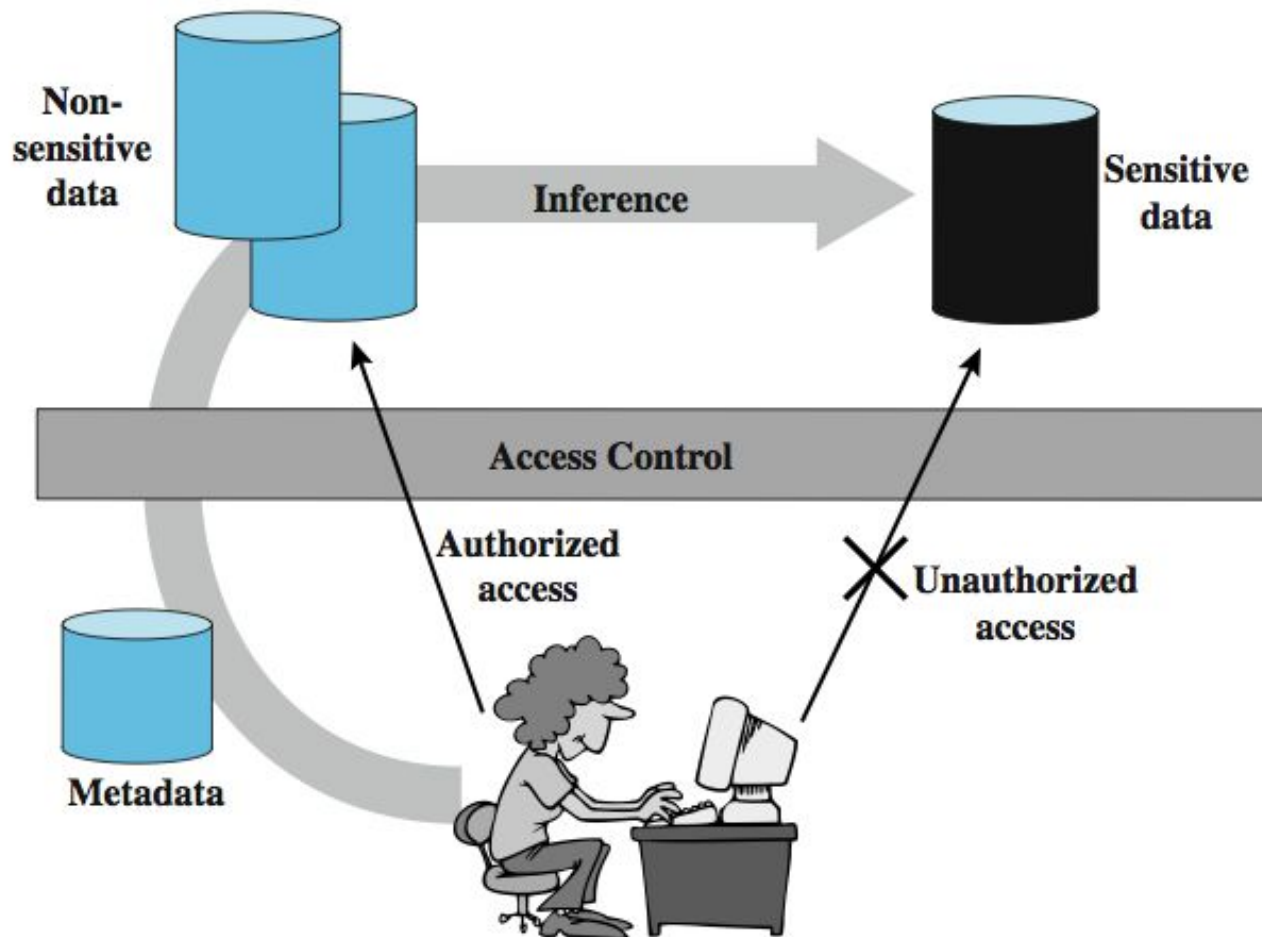 Non-
sensitive
data
Inference
Sensitive
data
Access Control
Authorized
access
Unauthorized
access
Metadata